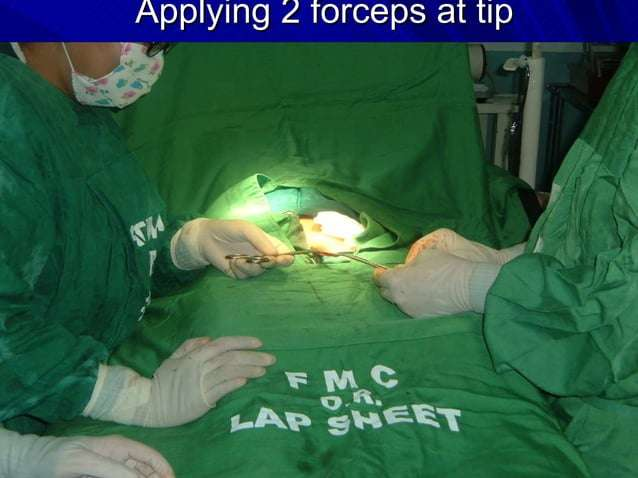 Applying 2 forceps at tip
F M C
O.R.
LAP SHEET